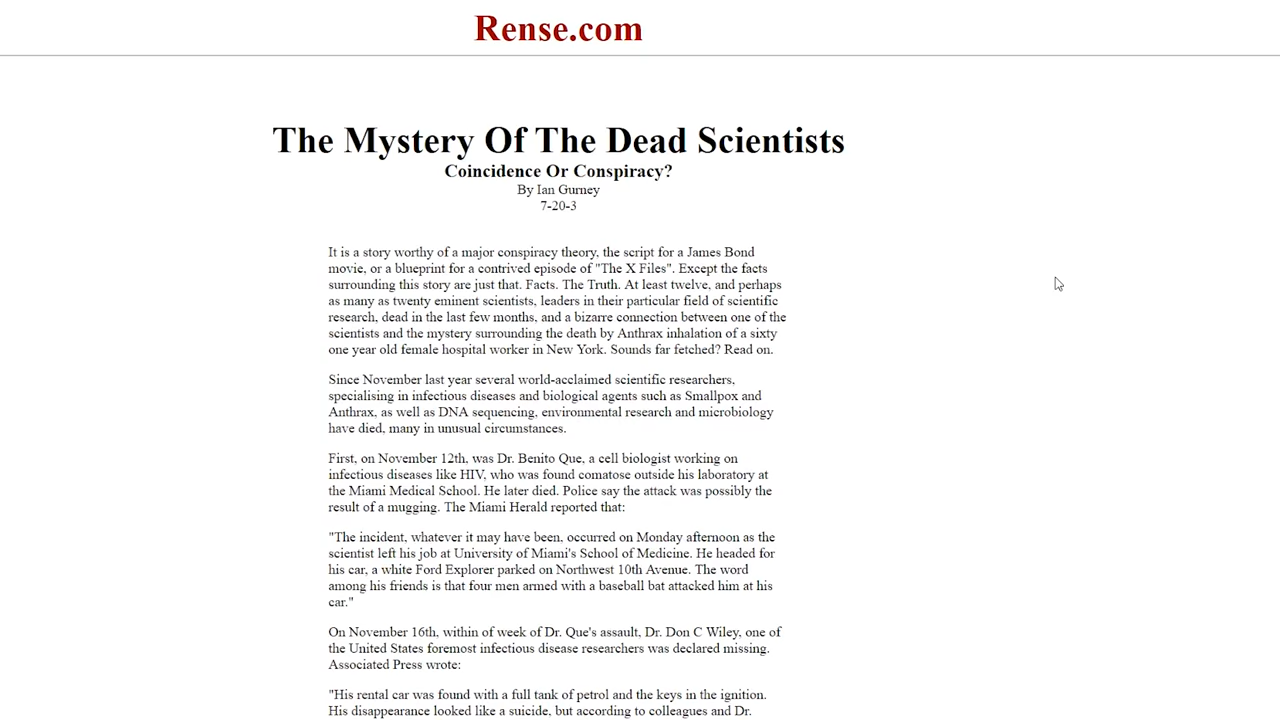 Rense.com
The Mystery Of The Dead Scientists
Coincidence Or Conspiracy?
By Ian Gurney
7-20-3
It is a story worthy of a major conspiracy theory, the script for a James Bond
movie, or a blueprint for a contrived episode of "The X Files". Except the facts
surrounding this story are just that. Facts. The Truth. At least twelve, and perhaps
as many as twenty eminent scientists, leaders in their particular field of scientific
research, dead in the last few months, and a bizarre connection between one of the
scientists and the mystery surrounding the death by Anthrax inhalation of a sixty
one year old female hospital worker in New York. Sounds far fetched? Read on.
Since November last year several world-acclaimed scientific researchers,
specialising in infectious diseases and biological agents such as Smallpox and
Anthrax, as well as DNA sequencing, environmental research and microbiology
have died, many in unusual circumstances.
First, on November 12th, was Dr. Benito Que, a cell biologist working on
infectious diseases like HIV, who was found comatose outside his laboratory at
the Miami Medical School. He later died. Police say the attack was possibly the
result of a mugging. The Miami Herald reported that:
"The incident, whatever it may have been, occurred on Monday afternoon as the
scientist left his job at University of Miami's School of Medicine. He headed for
his car, a white Ford Explorer parked on Northwest 10th Avenue. The word
among his friends is that four men armed with a baseball bat attacked him at his
car."
On November 16th, within of week of Dr. Que's assault, Dr. Don C Wiley, one of
the United States foremost infectious disease researchers was declared missing.
Associated Press wrote:
"His rental car was found with a full tank of petrol and the keys in the ignition.
His disappearance looked like a suicide, but according to colleagues and Dr.